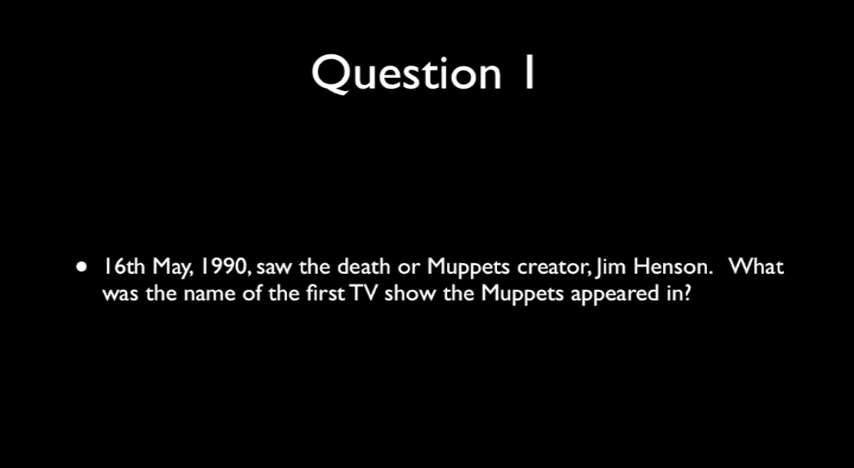 Question 1
• 16th May, 1990, saw the death or Muppets creator, Jim Henson. What
was the name of the first TV show the Muppets appeared in?